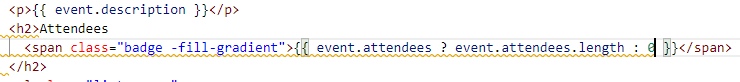 <p>{{ event.description }}</p>
<h2>Attendees
<span class="badge -fill-gradient">{{ event.attendees ? event.attendees.length : 0 }}</span>
</h2>